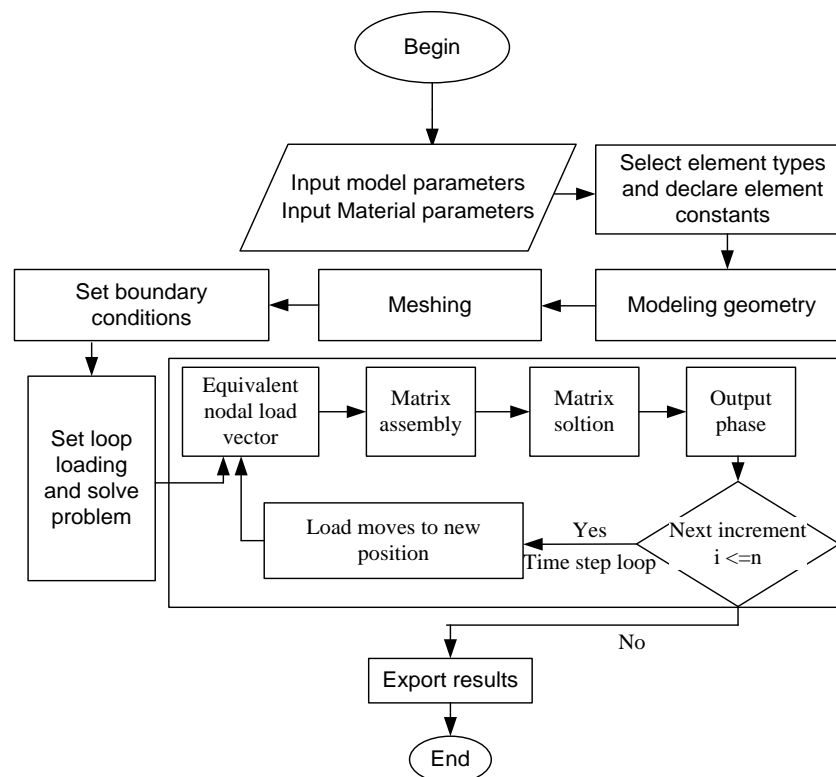 Begin
Input model parameters
Input Material parameters
Select element types
and declare element
constants
Modeling geometry
Meshing
Set boundary
conditions
Set loop
loading
and solve
problem
Equivalent
nodal load
vector
Matrix
assembly
Matrix
soltion
Output
phase
Next increment
i <=n
Yes
Time step loop
Load moves to new
position
No
Export results
End